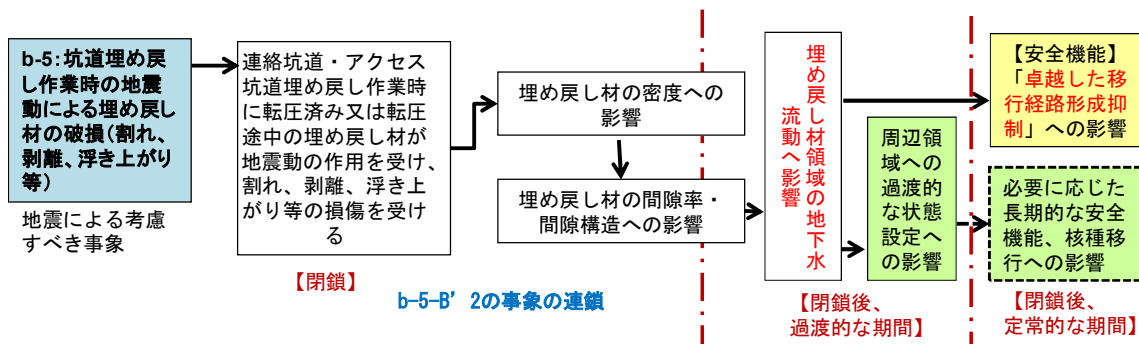 b-5:坑道埋め戻
し作業時の地震
動による埋め戻し
材の破損(割れ、
剥離、浮き上がり
等)
地震による考慮
すべき事象
連絡坑道・アクセス
坑道埋め戻し作業時
に転圧済み又は転圧
途中の埋め戻し材が
地震動の作用を受け、
割れ、剥離、浮き上
がり等の損傷を受け
る
【閉鎖】
埋め戻し材の密度への
影響
埋め戻し材の間隙率・
間隙構造への影響
b-5-B’2の事象の連鎖
埋め戻し材領域の地下水
流動へ影響
周辺領
域への
過渡的
な状態
設定へ
の影響
【閉鎖後、
過渡的な期間】
【安全機能】
「卓越した移
行経路形成抑
制」への影響
必要に応じた
長期的な安全
機能、核種移
行への影響
【閉鎖後、
定常的な期間】